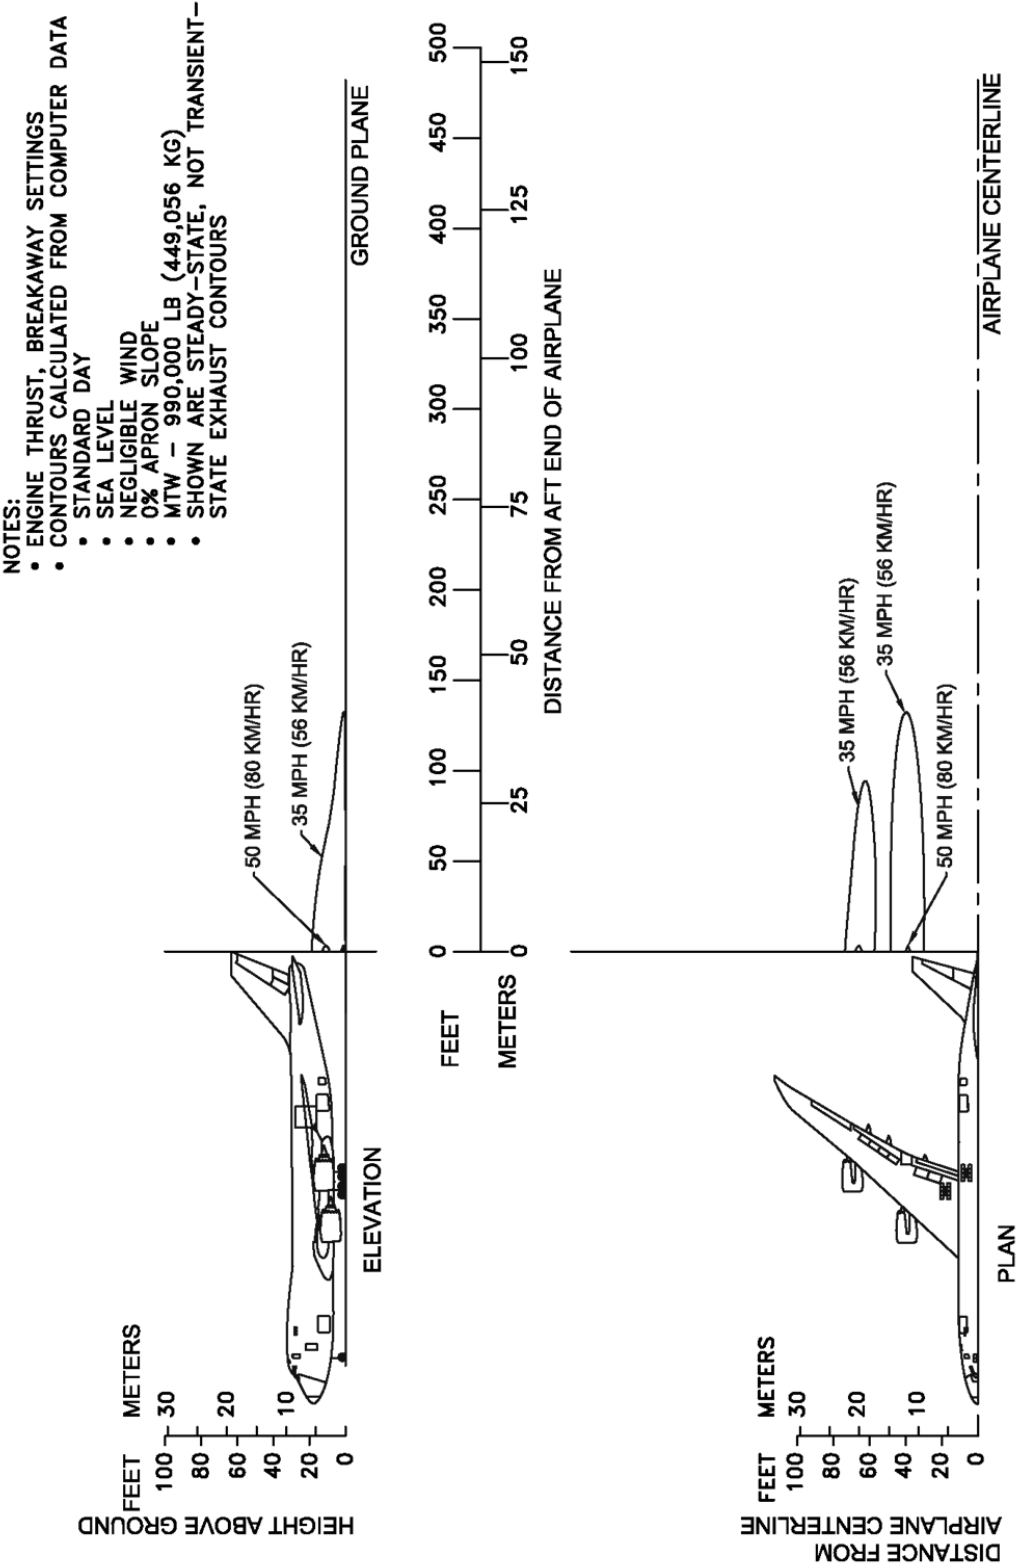 NOTES:
• ENGINE THRUST, BREAKAWAY SETTINGS
• CONTOURS CALCULATED FROM COMPUTER DATA
• STANDARD DAY
• SEA LEVEL
• NEGLIGIBLE WIND
• 0% APRON SLOPE
• MTW – 990,000 LB (449,056 KG)
• SHOWN ARE STEADY-STATE, NOT TRANSIENT-
STATE EXHAUST CONTOURS
HEIGHT ABOVE GROUND
FEET
METERS
100
80
60
40
20
0
30
20
10
50 MPH (80 KM/HR)
35 MPH (56 KM/HR)
ELEVATION
GROUND PLANE
FEET
0
50
100
150
200
250
300
350
400
450
500
METERS
0
25
50
75
100
125
150
DISTANCE FROM AFT END OF AIRPLANE
DISTANCE FROM
AIRPLANE CENTERLINE
FEET
METERS
100
80
60
40
20
0
30
20
10
35 MPH (56 KM/HR)
35 MPH (56 KM/HR)
50 MPH (80 KM/HR)
AIRPLANE CENTERLINE
PLAN